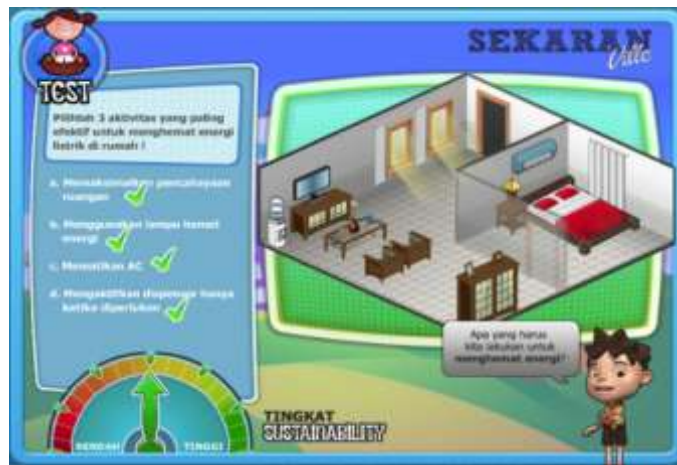 SEKARAN
Ville
TEST
Pilihlah 3 aktivitas yang paling
efektif untuk menghemat energi
listrik di rumah !
a. Memaksimalkan pencahayaan
ruangan
b. Menggunakan lampu hemat
energi
c. Mematikan AC
d. Mengaktifkan dispenser hanya
ketika diperlukan
Apa yang harus
kita lakukan untuk
menghemat energi?
RENDAH
TINGGI
TINGKAT
SUSTAINABILITY